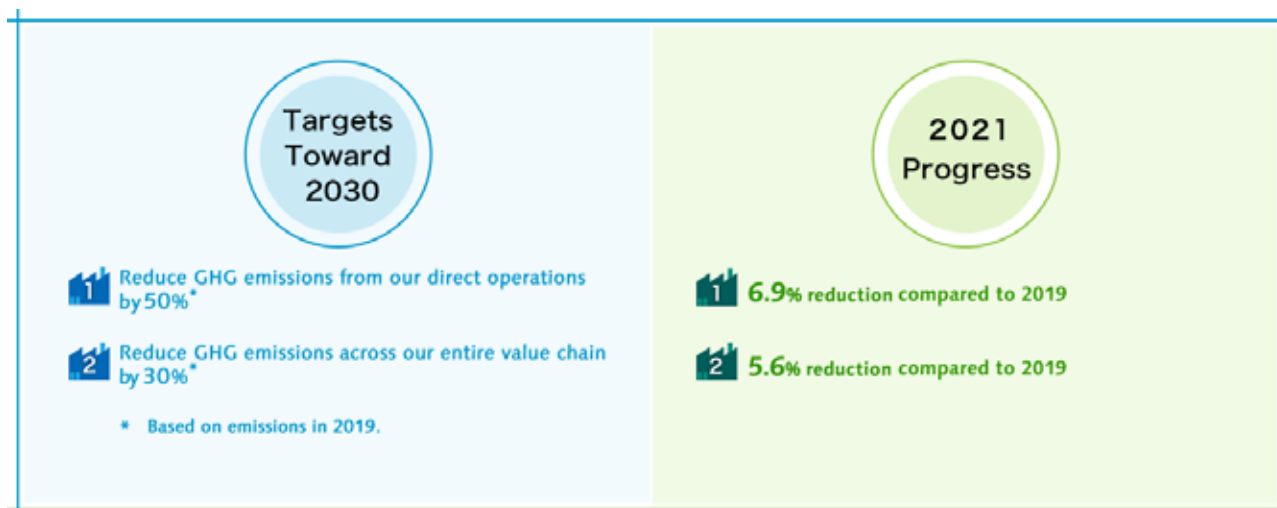 Targets
Toward
2030
1 Reduce GHG emissions from our direct operations
by 50%*
2 Reduce GHG emissions across our entire value chain
by 30%*
* Based on emissions in 2019.
2021
Progress
1 6.9% reduction compared to 2019
2 5.6% reduction compared to 2019